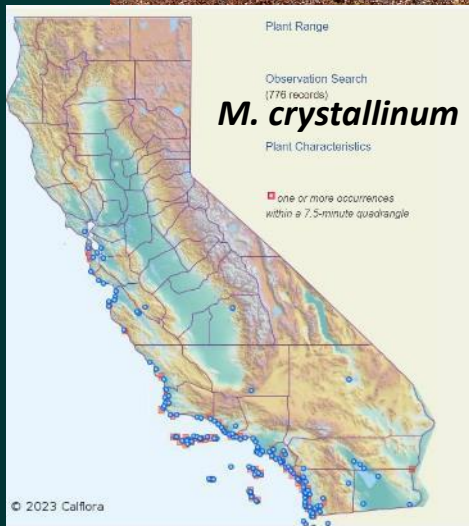 Plant Range
Observation Search
(776 records)
M. crystallinum
Plant Characteristics
one or more occurrences
within a 7.5-minute quadrangle
© 2023 Calflora